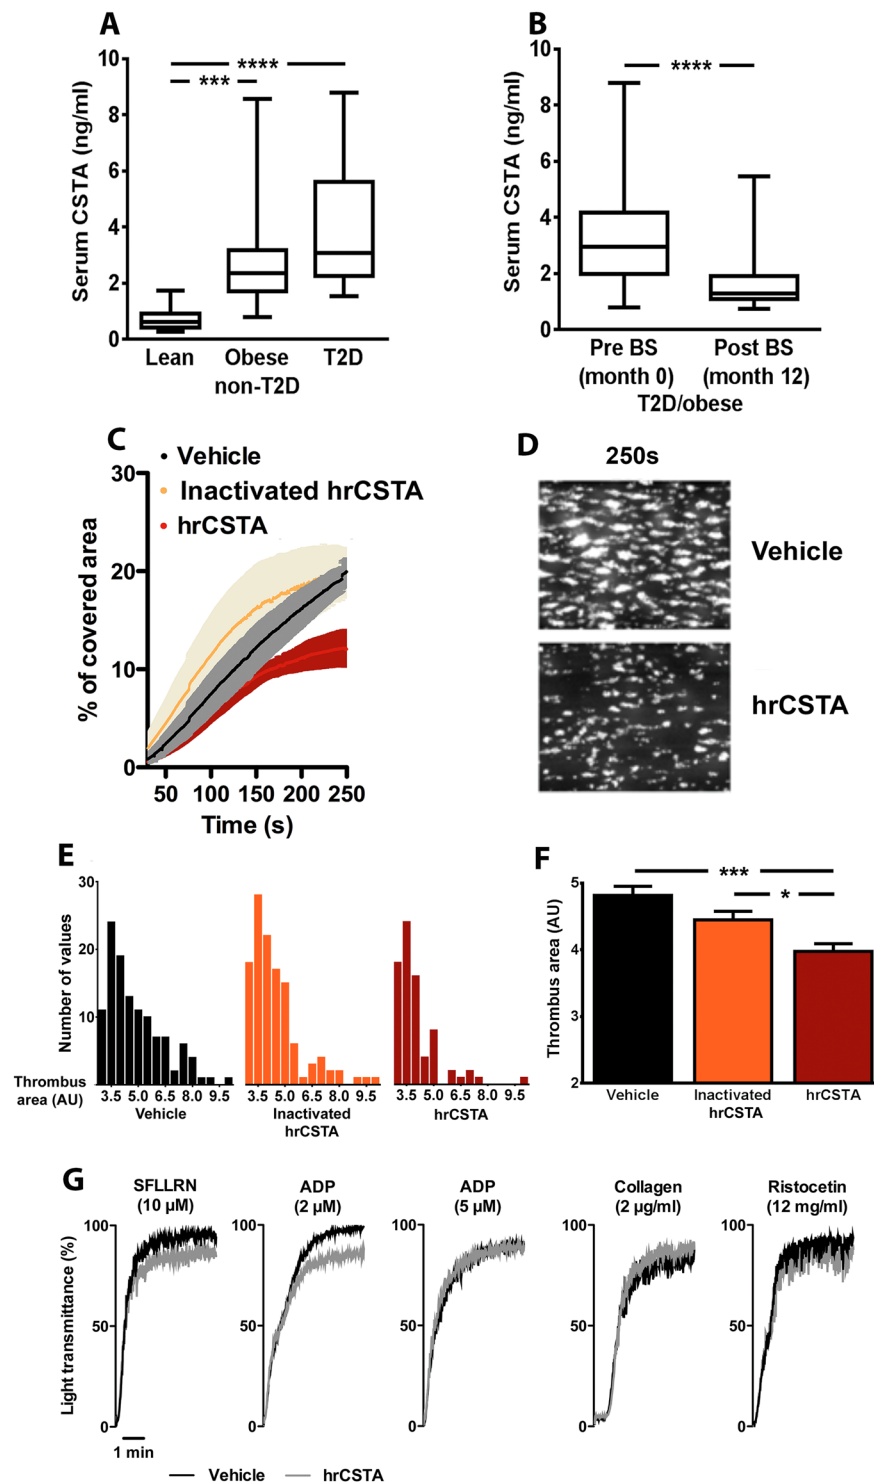 A
Serum CSTA (ng/ml)
10
8
6
4
2
0
****
***
Lean
Obese
non-T2D
T2D
B
Serum CSTA (ng/ml)
10
8
6
4
2
0
****
Pre BS
(month 0)
Post BS
(month 12)
T2D/obese
C
Vehicle
Inactivated hrCSTA
hrCSTA
% of covered area
30
20
10
0
50 100 150 200 250
Time (s)
D
250s
Vehicle
hrCSTA
E
Number of values
30
20
10
Thrombus
area (AU)
3.5 5.0 6.5 8.0 9.5
Vehicle
3.5 5.0 6.5 8.0 9.5
Inactivated
hrCSTA
3.5 5.0 6.5 8.0 9.5
hrCSTA
F
Thrombus area (AU)
5
4
3
2
***
*
Vehicle
Inactivated
hrCSTA
hrCSTA
G
Light transmittance (%)
SFLLRN
(10 µM)
100
50
0
1 min
ADP
(2 µM)
100
50
0
ADP
(5 µM)
100
50
0
Collagen
(2 µg/ml)
100
50
0
Ristocetin
(12 mg/ml)
100
50
0
Vehicle hrCSTA